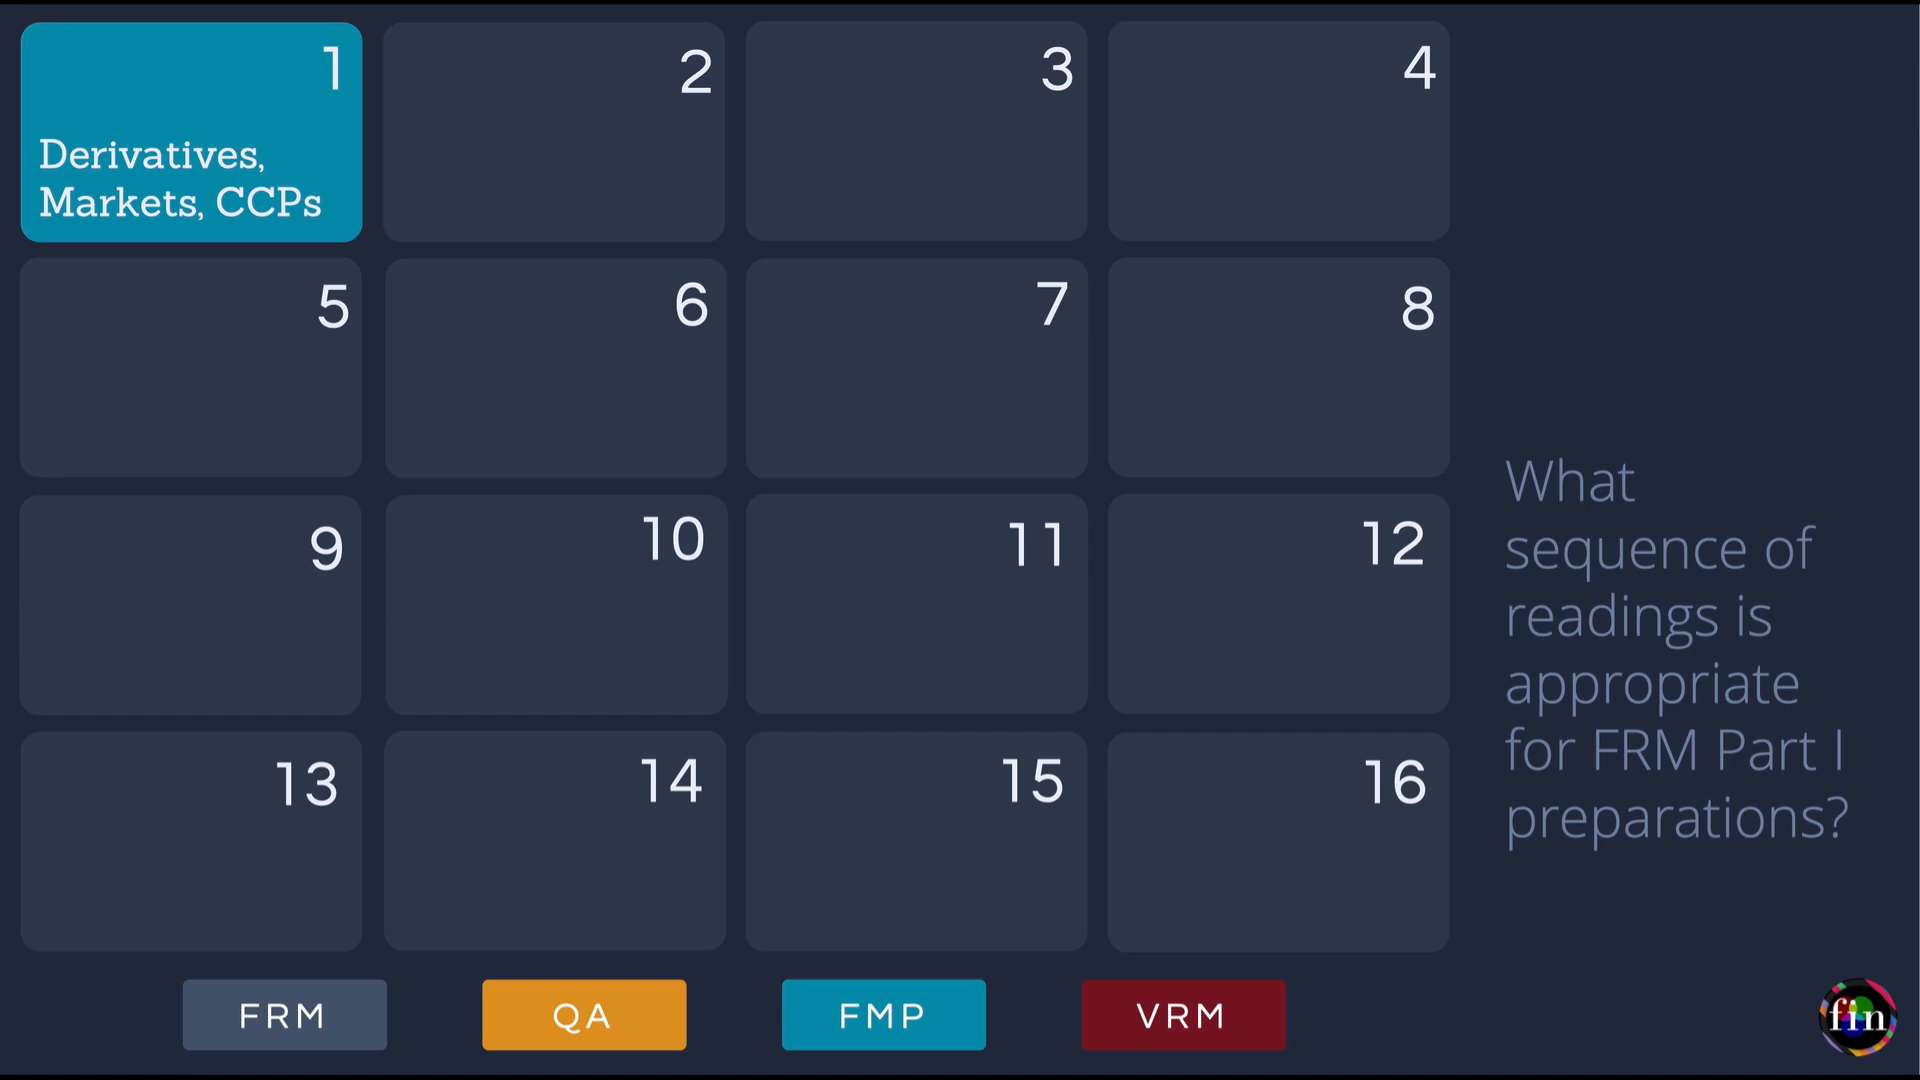 1
Derivatives,
Markets, CCPs
2
3
4
5
6
7
8
9
10
11
12
13
14
15
16
What
sequence of
readings is
appropriate
for FRM Part I
preparations?
FRM
QA
FMP
VRM
fin